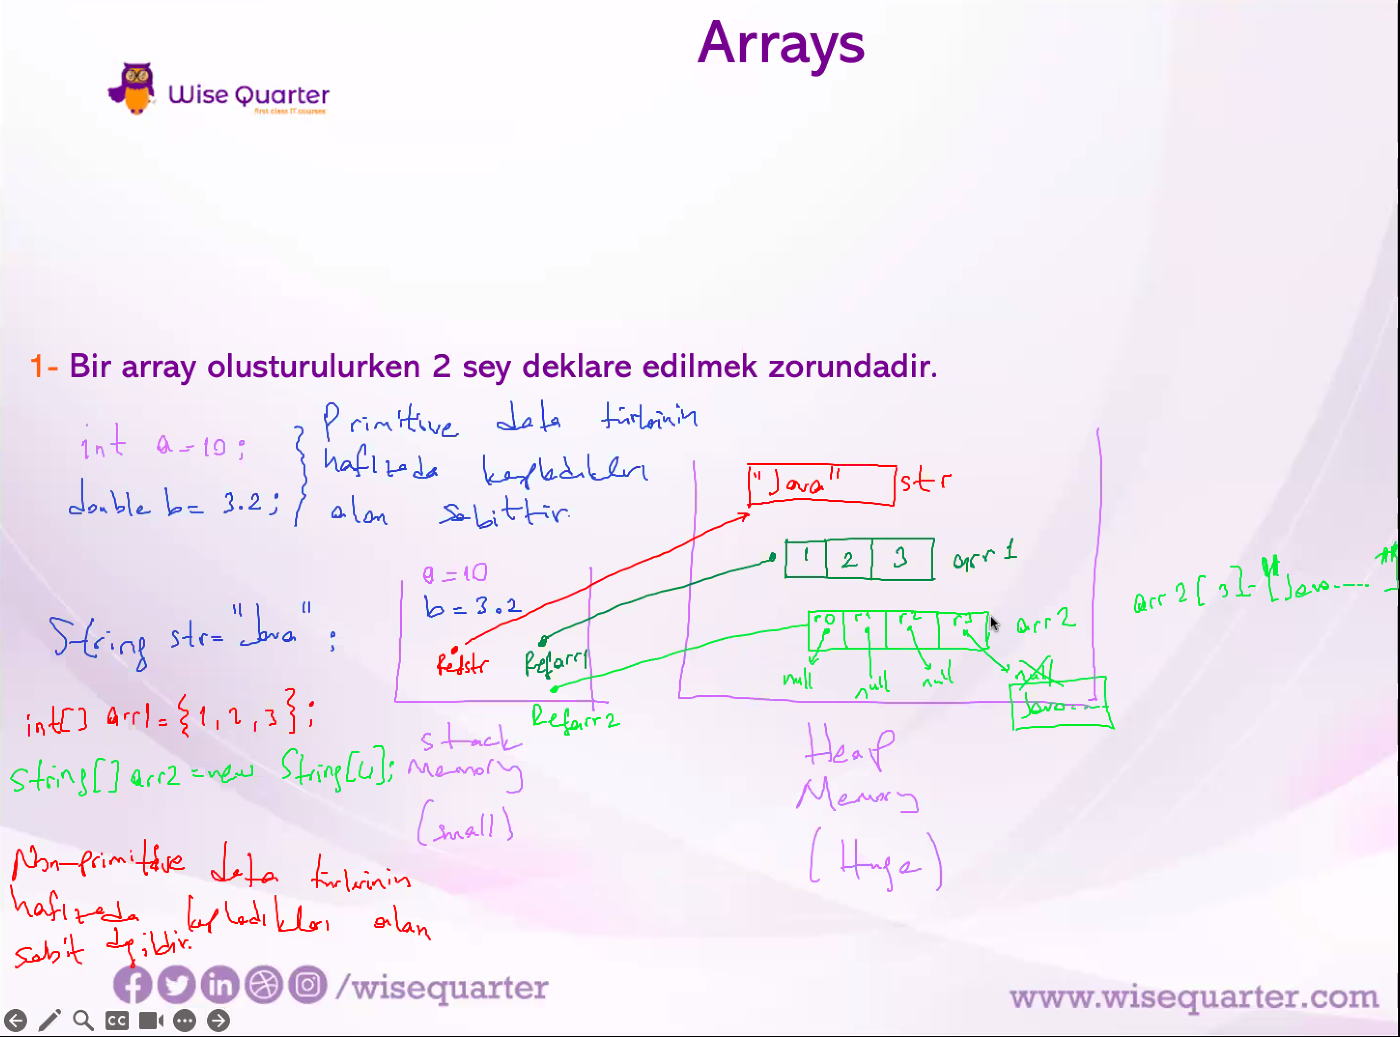 Arrays
Wise Quarter
first class IT courses
1- Bir array olusturulurken 2 sey deklare edilmek zorundadir.
int a=10;
double b= 3.2;
Primitive data türlerinin
hafızada kapladıkları
alan sabittir.
"Java" str
1 2 3 arr1
a=10
b=3.2
arr2[3]="Java...."
r0 r1 r2 r3 arr2
String str="Java";
Refstr Refarr1
null null null null
Java....
Refarr2
int[] arr1={1,2,3};
String[] arr2=new String[4];
Stack
Memory
(small)
Heap
Memory
(Huge)
Non-primitive data türlerinin
hafızada kapladıkları alan
sabit değildir.
/wisequarter
www.wisequarter.com
CC